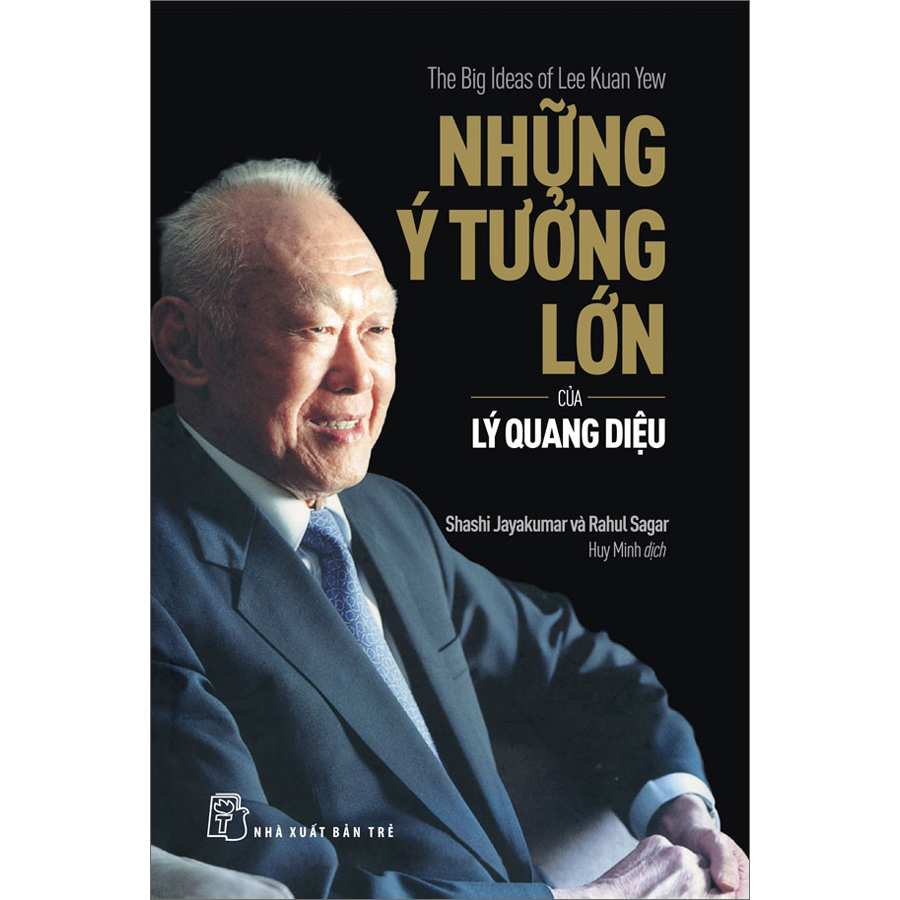 The Big Ideas of Lee Kuan Yew
NHỮNG
Ý TƯỞNG
LỚN
CỦA
LÝ QUANG DIỆU
Shashi Jayakumar và Rahul Sagar
Huy Minh dịch
T
NHÀ XUẤT BẢN TRẺ